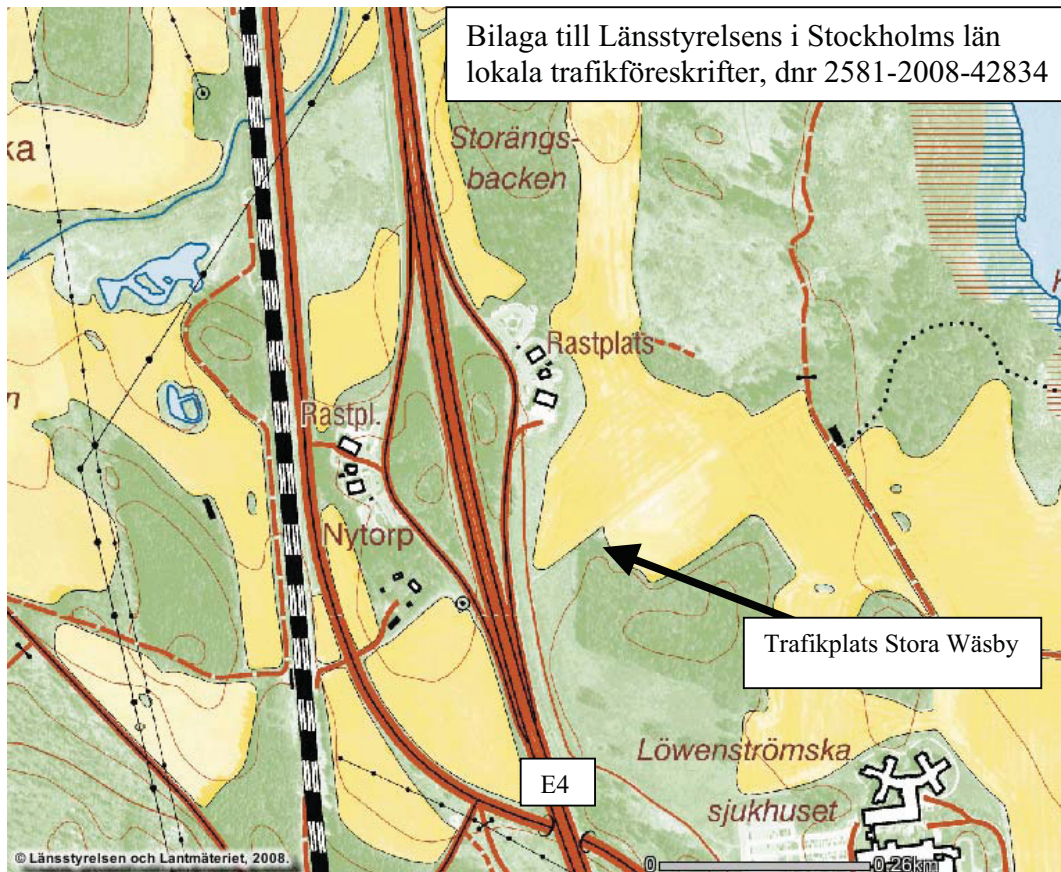 Bilaga till Länsstyrelsens i Stockholms län
lokala trafikföreskrifter, dnr 2581-2008-42834
Storängs-
backen
ka
Rastplats
Rastpl.
n
Nytorp
Trafikplats Stora Wäsby
Löwenströmska
sjukhuset
E4
© Länsstyrelsen och Lantmäteriet, 2008.
0 0.26km